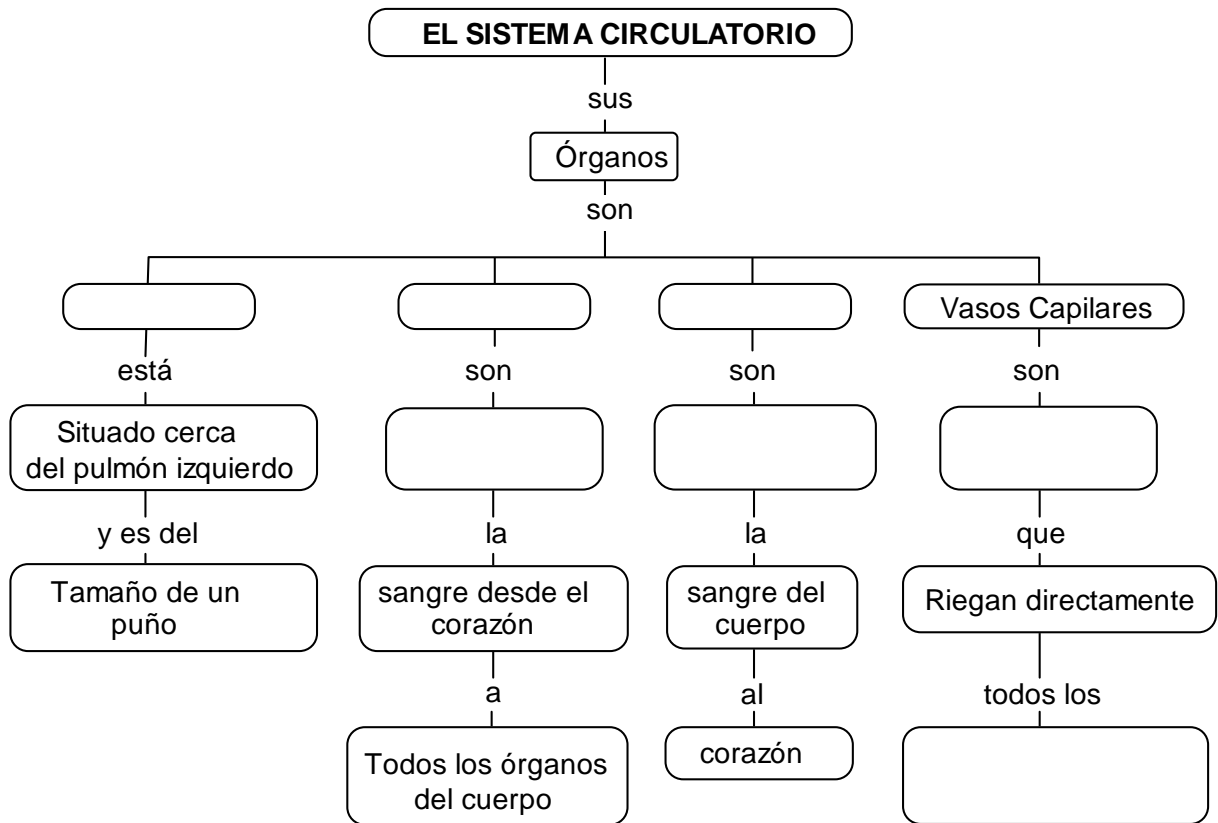 EL SISTEMA CIRCULATORIO
sus
Órganos
son
Vasos Capilares
está
son
son
son
Situado cerca
del pulmón izquierdo
y es del
la
la
que
Tamaño de un
puño
sangre desde el
corazón
sangre del
cuerpo
Riegan directamente
a
al
todos los
Todos los órganos
del cuerpo
corazón